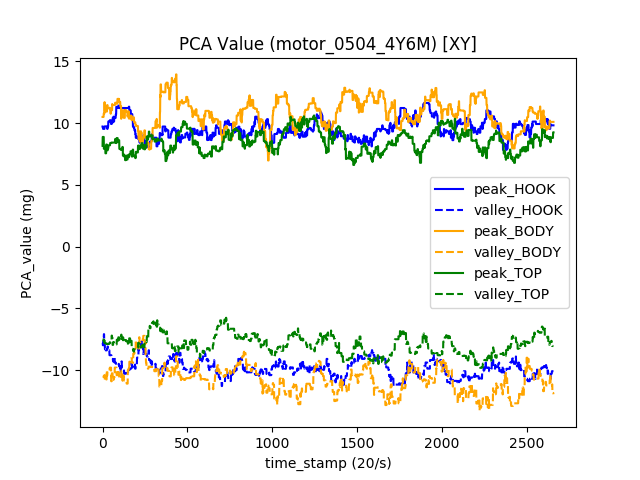 PCA Value (motor_0504_4Y6M) [XY]
PCA_value (mg)
15
10
5
0
−5
−10
peak_HOOK
valley_HOOK
peak_BODY
valley_BODY
peak_TOP
valley_TOP
0 500 1000 1500 2000 2500
time_stamp (20/s)